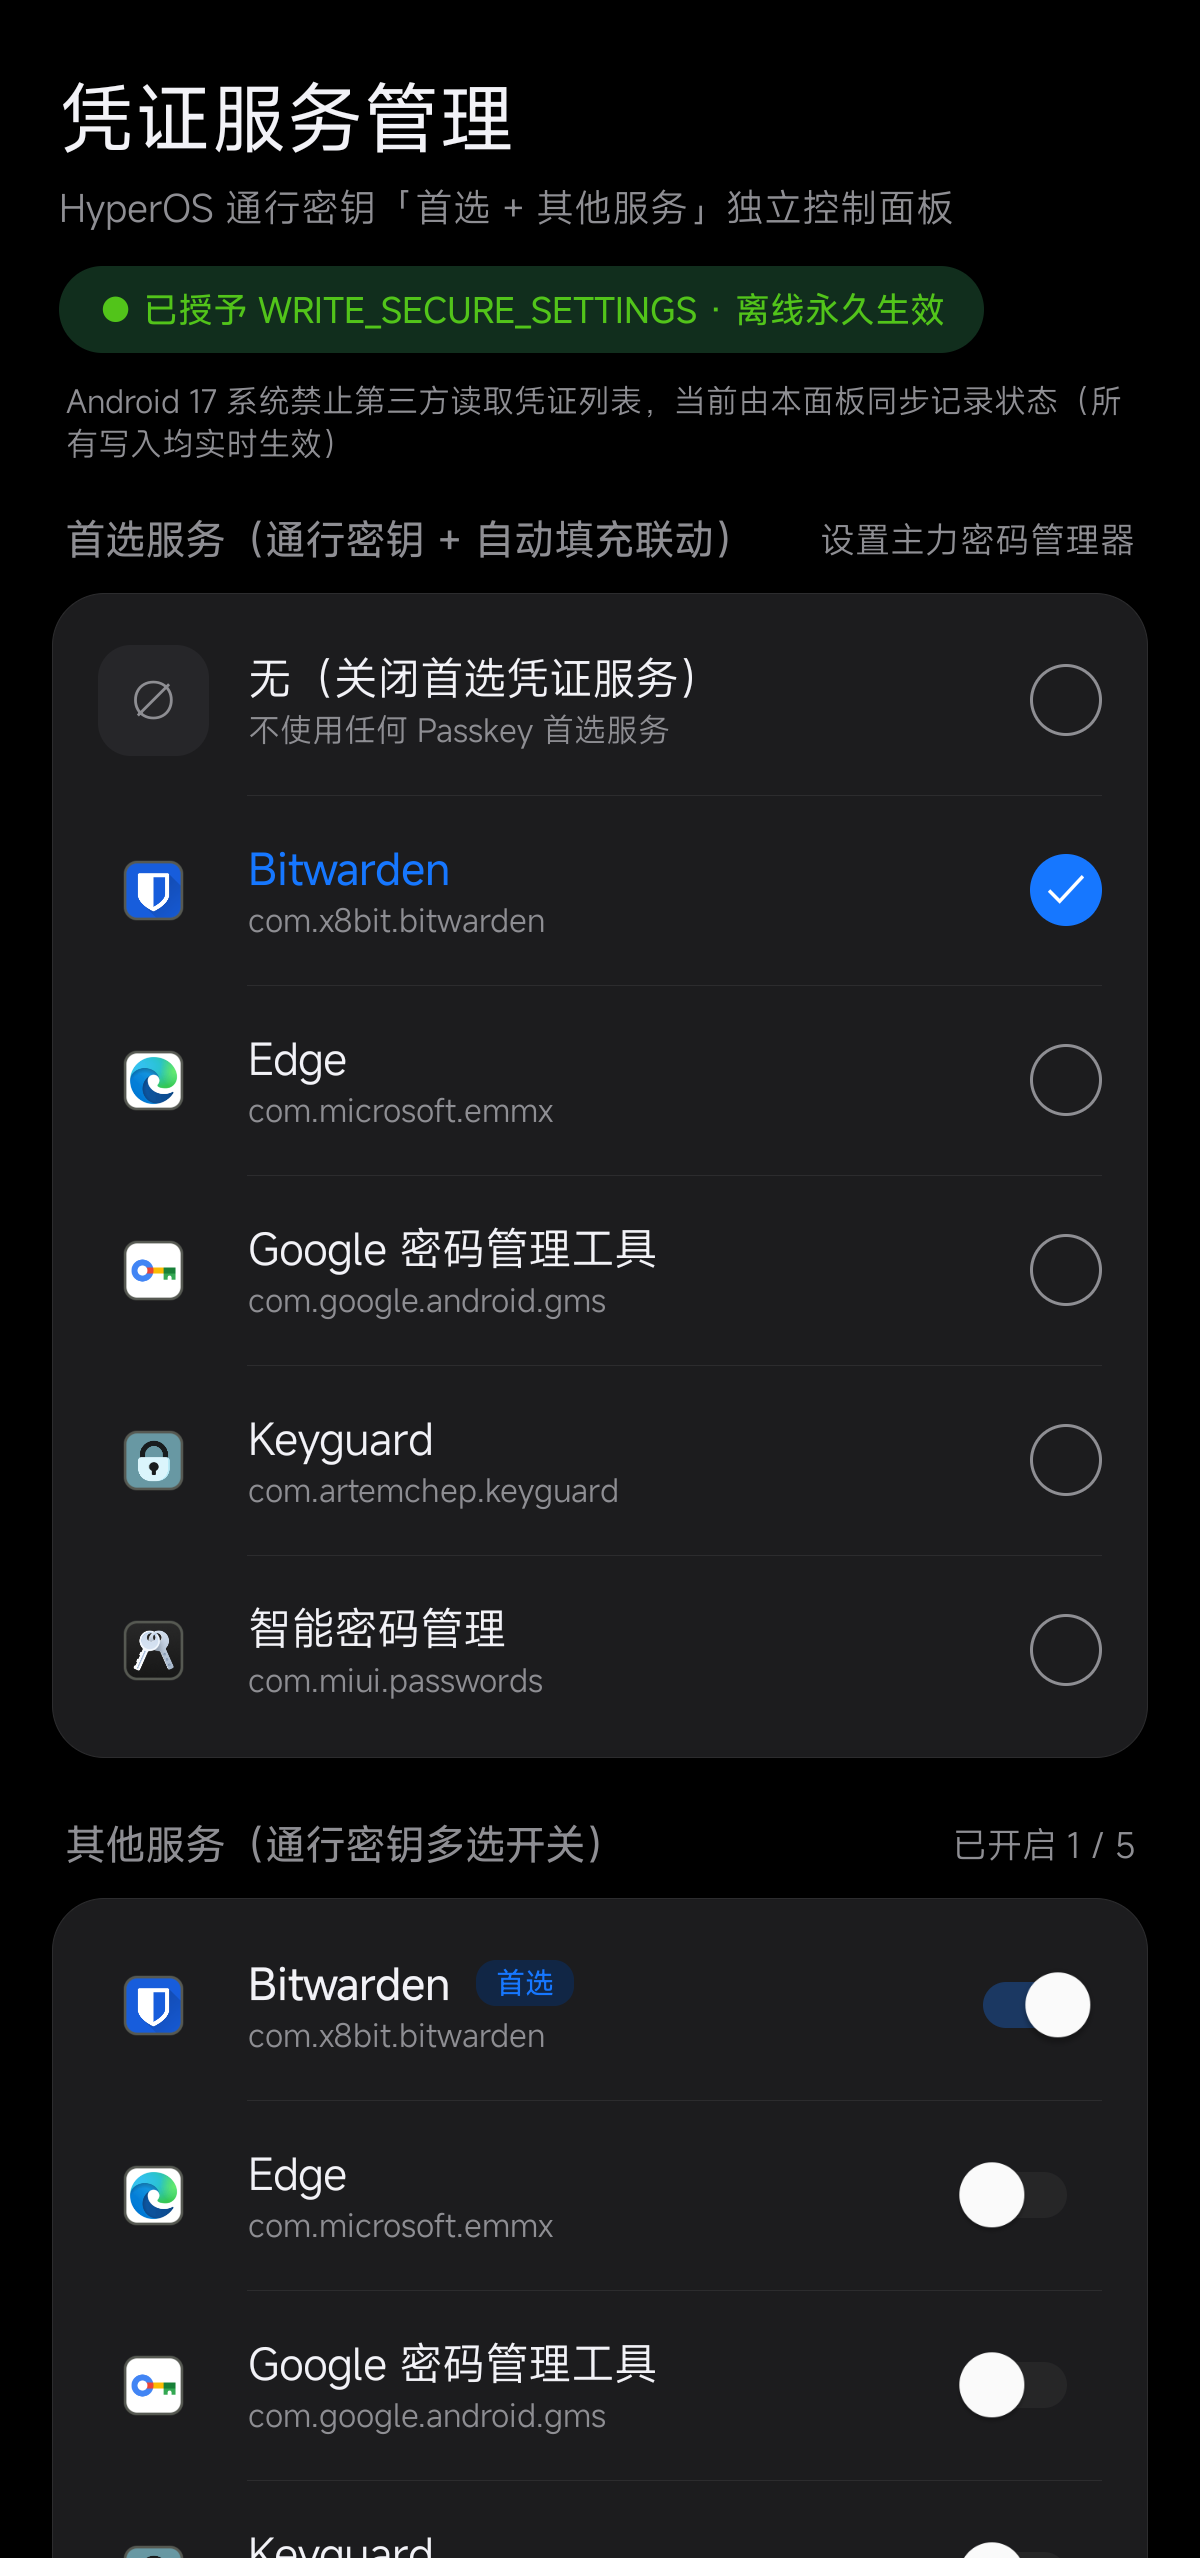 凭证服务管理
HyperOS 通行密钥「首选 + 其他服务」独立控制面板
已授予 WRITE_SECURE_SETTINGS · 离线永久生效
Android 17 系统禁止第三方读取凭证列表，当前由本面板同步记录状态（所
有写入均实时生效）
首选服务（通行密钥 + 自动填充联动） 设置主力密码管理器
无（关闭首选凭证服务）
不使用任何 Passkey 首选服务
Bitwarden
com.x8bit.bitwarden
Edge
com.microsoft.emmx
Google 密码管理工具
com.google.android.gms
Keyguard
com.artemchep.keyguard
智能密码管理
com.miui.passwords
其他服务（通行密钥多选开关） 已开启 1 / 5
Bitwarden 首选
com.x8bit.bitwarden
Edge
com.microsoft.emmx
Google 密码管理工具
com.google.android.gms
Keyguard